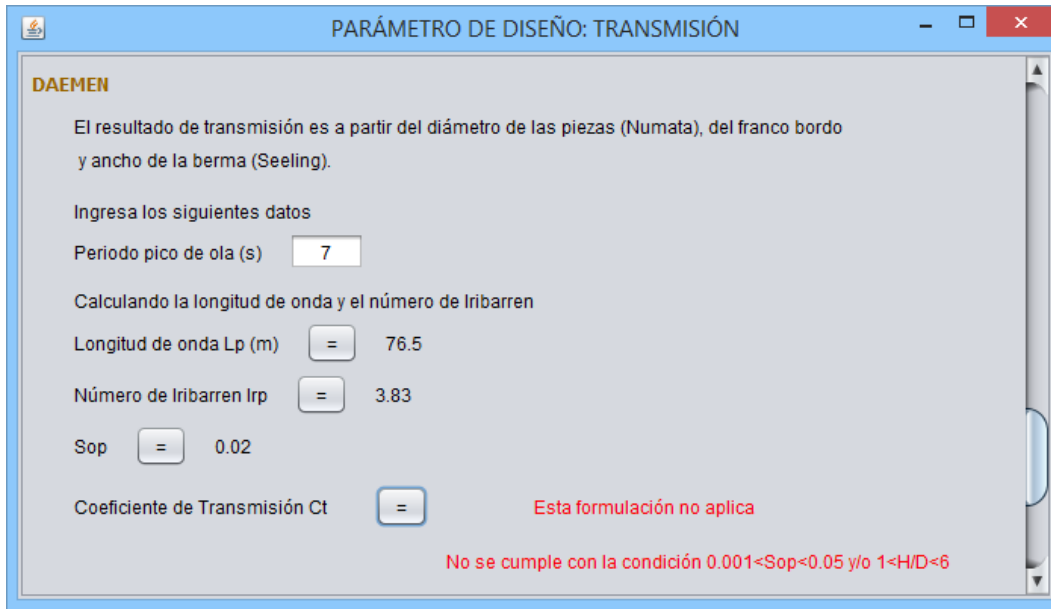 PARÁMETRO DE DISEÑO: TRANSMISIÓN
DAEMEN
El resultado de transmisión es a partir del diámetro de las piezas (Numata), del franco bordo
y ancho de la berma (Seeling).
Ingresa los siguientes datos
Periodo pico de ola (s) 7
Calculando la longitud de onda y el número de Iribarren
Longitud de onda Lp (m) = 76.5
Número de Iribarren Irp = 3.83
Sop = 0.02
Coeficiente de Transmisión Ct = Esta formulación no aplica
No se cumple con la condición 0.001<Sop<0.05 y/o 1<H/D<6